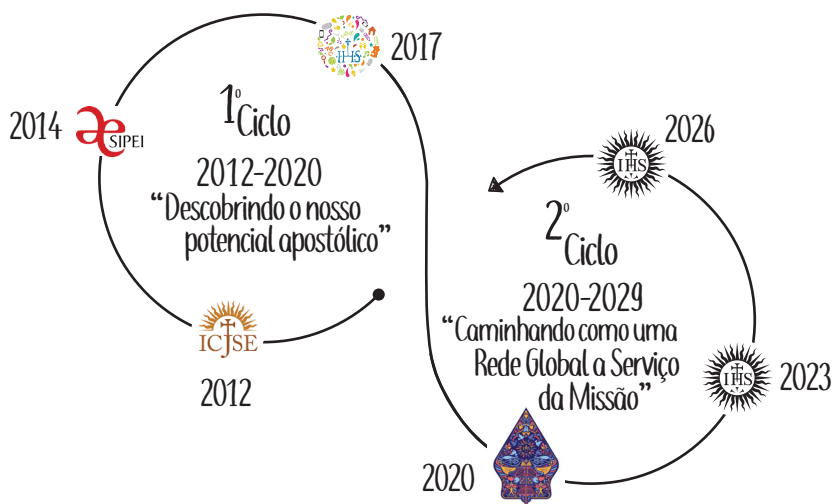 2017
IHS
2014
SIPEI
1º
Ciclo
2012-2020
“Descobrindo o nosso
potencial apostólico”
ICJSE
2012
2026
IHS
2º
Ciclo
2020-2029
“Caminhando como uma
Rede Global a Serviço
da Missão”
IHS
2023
2020